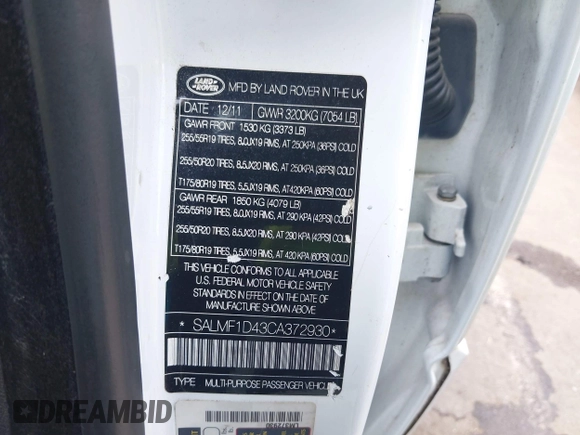 LAND ROVER
MFD BY LAND ROVER IN THE UK
DATE 12/11 GVWR 3200KG (7054 LB)
GAWR FRONT 1530 KG (3373 LB)
255/55R19 TIRES, 8.0JX19 RIMS, AT 250KPA (36PSI) COLD
255/50R20 TIRES, 8.5JX20 RIMS, AT 250KPA (36PSI) COLD
T175/80R19 TIRES, 5.5JX19 RIMS, AT 420KPA (60PSI) COLD
GAWR REAR 1850 KG (4079 LB)
255/55R19 TIRES, 8.0JX19 RIMS, AT 290 KPA (42PSI) COLD
255/50R20 TIRES, 8.5JX20 RIMS, AT 290 KPA (42PSI) COLD
T175/80R19 TIRES, 5.5JX19 RIMS, AT 420 KPA (60PSI) COLD
THIS VEHICLE CONFORMS TO ALL APPLICABLE
U.S. FEDERAL MOTOR VEHICLE SAFETY
STANDARDS IN EFFECT ON THE DATE OF
MANUFACTURE SHOWN ABOVE
* SALMF1D43CA372930 *
TYPE MULTI-PURPOSE PASSENGER VEHICLE
DREAMBID